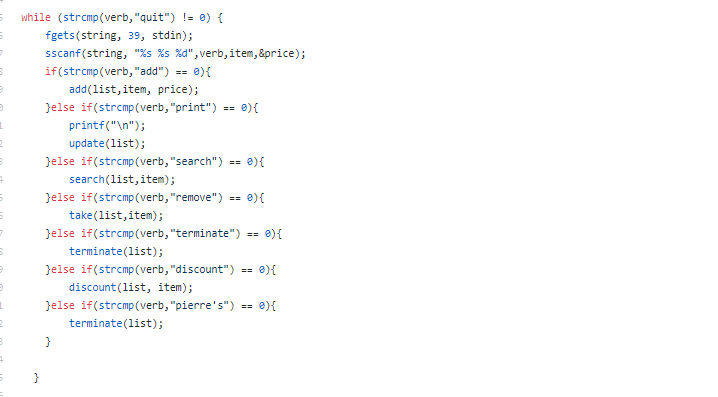 while (strcmp(verb,"quit") != 0) {
fgets(string, 39, stdin);
sscanf(string, "%s %s %d",verb,item,&price);
if(strcmp(verb,"add") == 0){
add(list,item, price);
}else if(strcmp(verb,"print") == 0){
printf("\n");
update(list);
}else if(strcmp(verb,"search") == 0){
search(list,item);
}else if(strcmp(verb,"remove") == 0){
take(list,item);
}else if(strcmp(verb,"terminate") == 0){
terminate(list);
}else if(strcmp(verb,"discount") == 0){
discount(list, item);
}else if(strcmp(verb,"pierre's") == 0){
terminate(list);
}
}